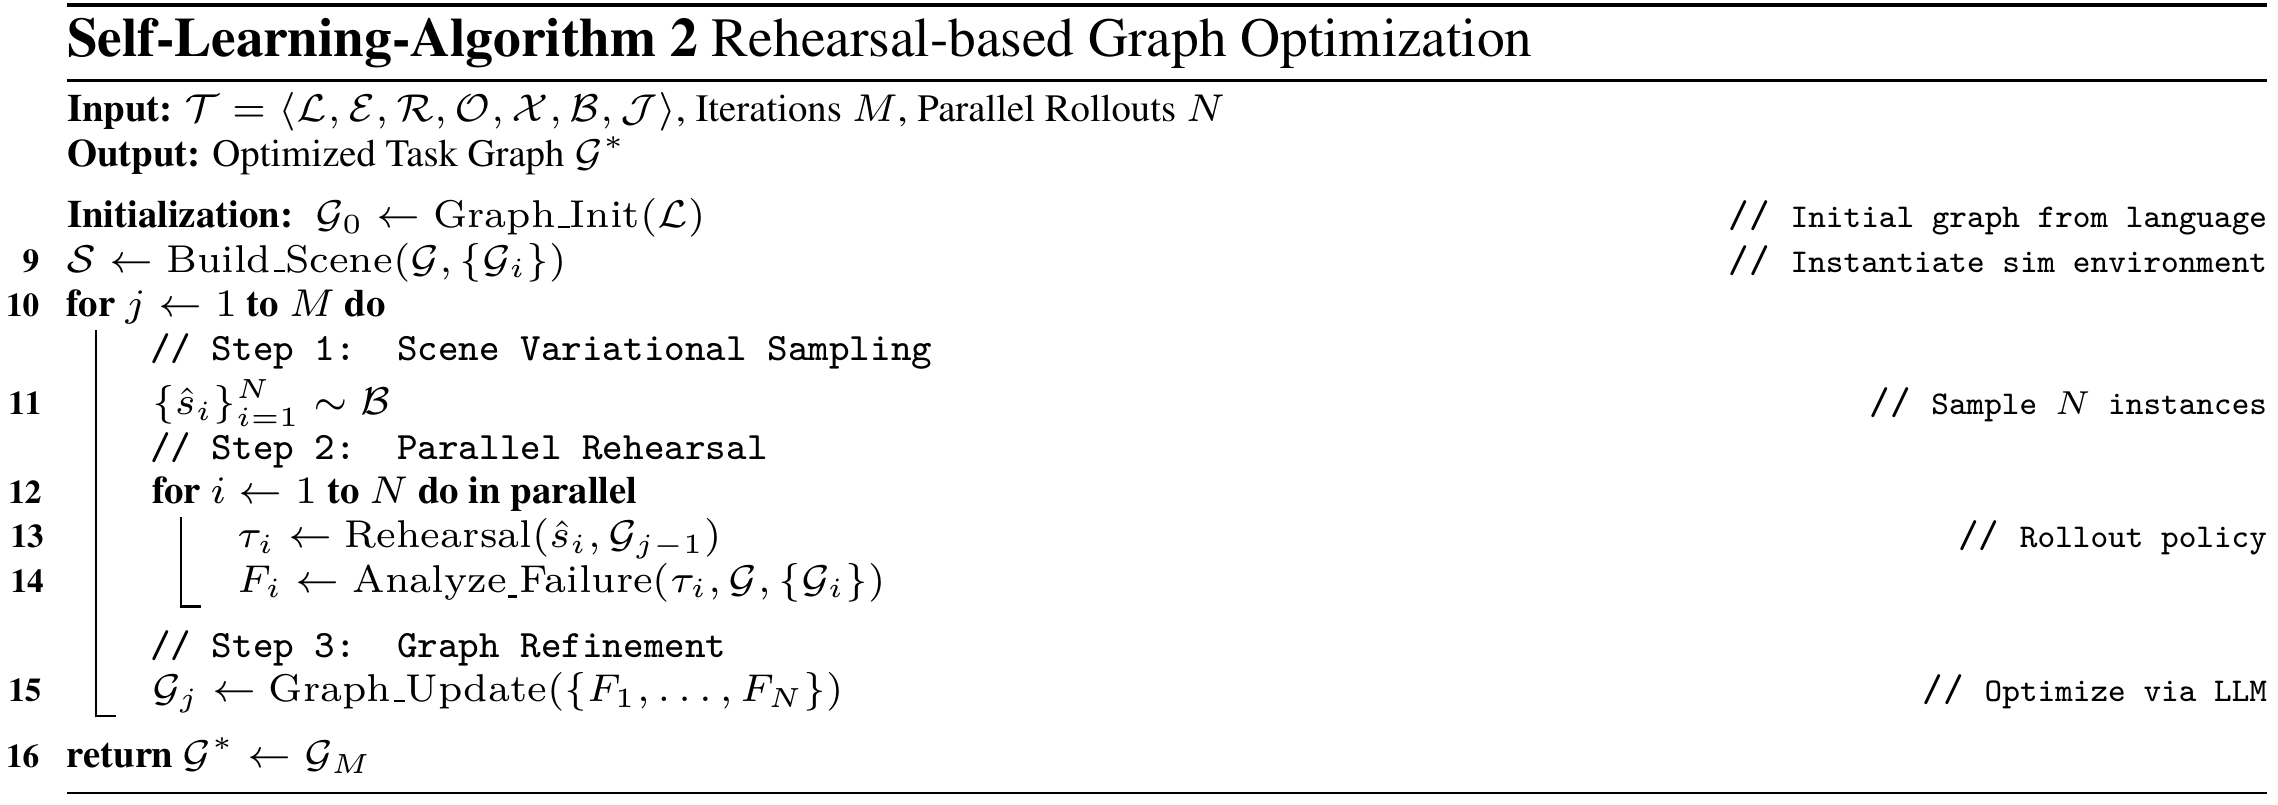 Self-Learning-Algorithm 2 Rehearsal-based Graph Optimization
Input: 𝒯 = ⟨ℒ, ℰ, ℛ, 𝒪, 𝒳, ℬ, 𝒥⟩, Iterations M, Parallel Rollouts N
Output: Optimized Task Graph 𝒢*
Initialization: 𝒢₀ ← Graph_Init(ℒ) // Initial graph from language
9 𝒮 ← Build_Scene(𝒢, {𝒢ᵢ}) // Instantiate sim environment
10 for j ← 1 to M do
// Step 1: Scene Variational Sampling
11 {ŝᵢ}ᵢ₌₁ᴺ ∼ ℬ // Sample N instances
// Step 2: Parallel Rehearsal
12 for i ← 1 to N do in parallel
13 τᵢ ← Rehearsal(ŝᵢ, 𝒢ⱼ₋₁) // Rollout policy
14 Fᵢ ← Analyze_Failure(τᵢ, 𝒢, {𝒢ᵢ})
// Step 3: Graph Refinement
15 𝒢ⱼ ← Graph_Update({F₁, . . . , F_N}) // Optimize via LLM
16 return 𝒢* ← 𝒢_M